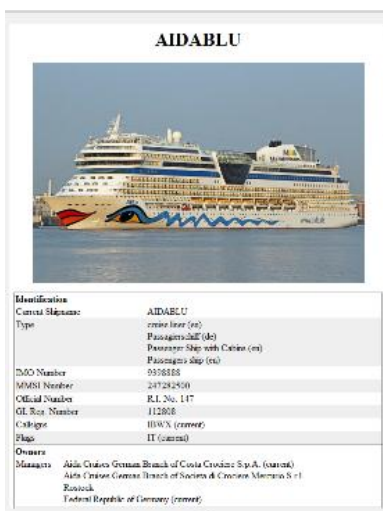 AIDABLU
Identification
Current Shipname AIDABLU
Type cruise liner (en)
Passagierschiff (de)
Passenger Ship with Cabins (en)
Passengers ship (en)
IMO Number 9398888
MMSI Number 247282500
Official Number R.I. No. 147
GL Reg. Number 112808
Callsigns IBWX (current)
Flags IT (current)
Owners
Managers Aida Cruises German Branch of Costa Crociere S.p.A. (current)
Aida Cruises German Branch of Societa di Crociere Mercurio S.r.l
Rostock
Federal Republic of Germany (current)